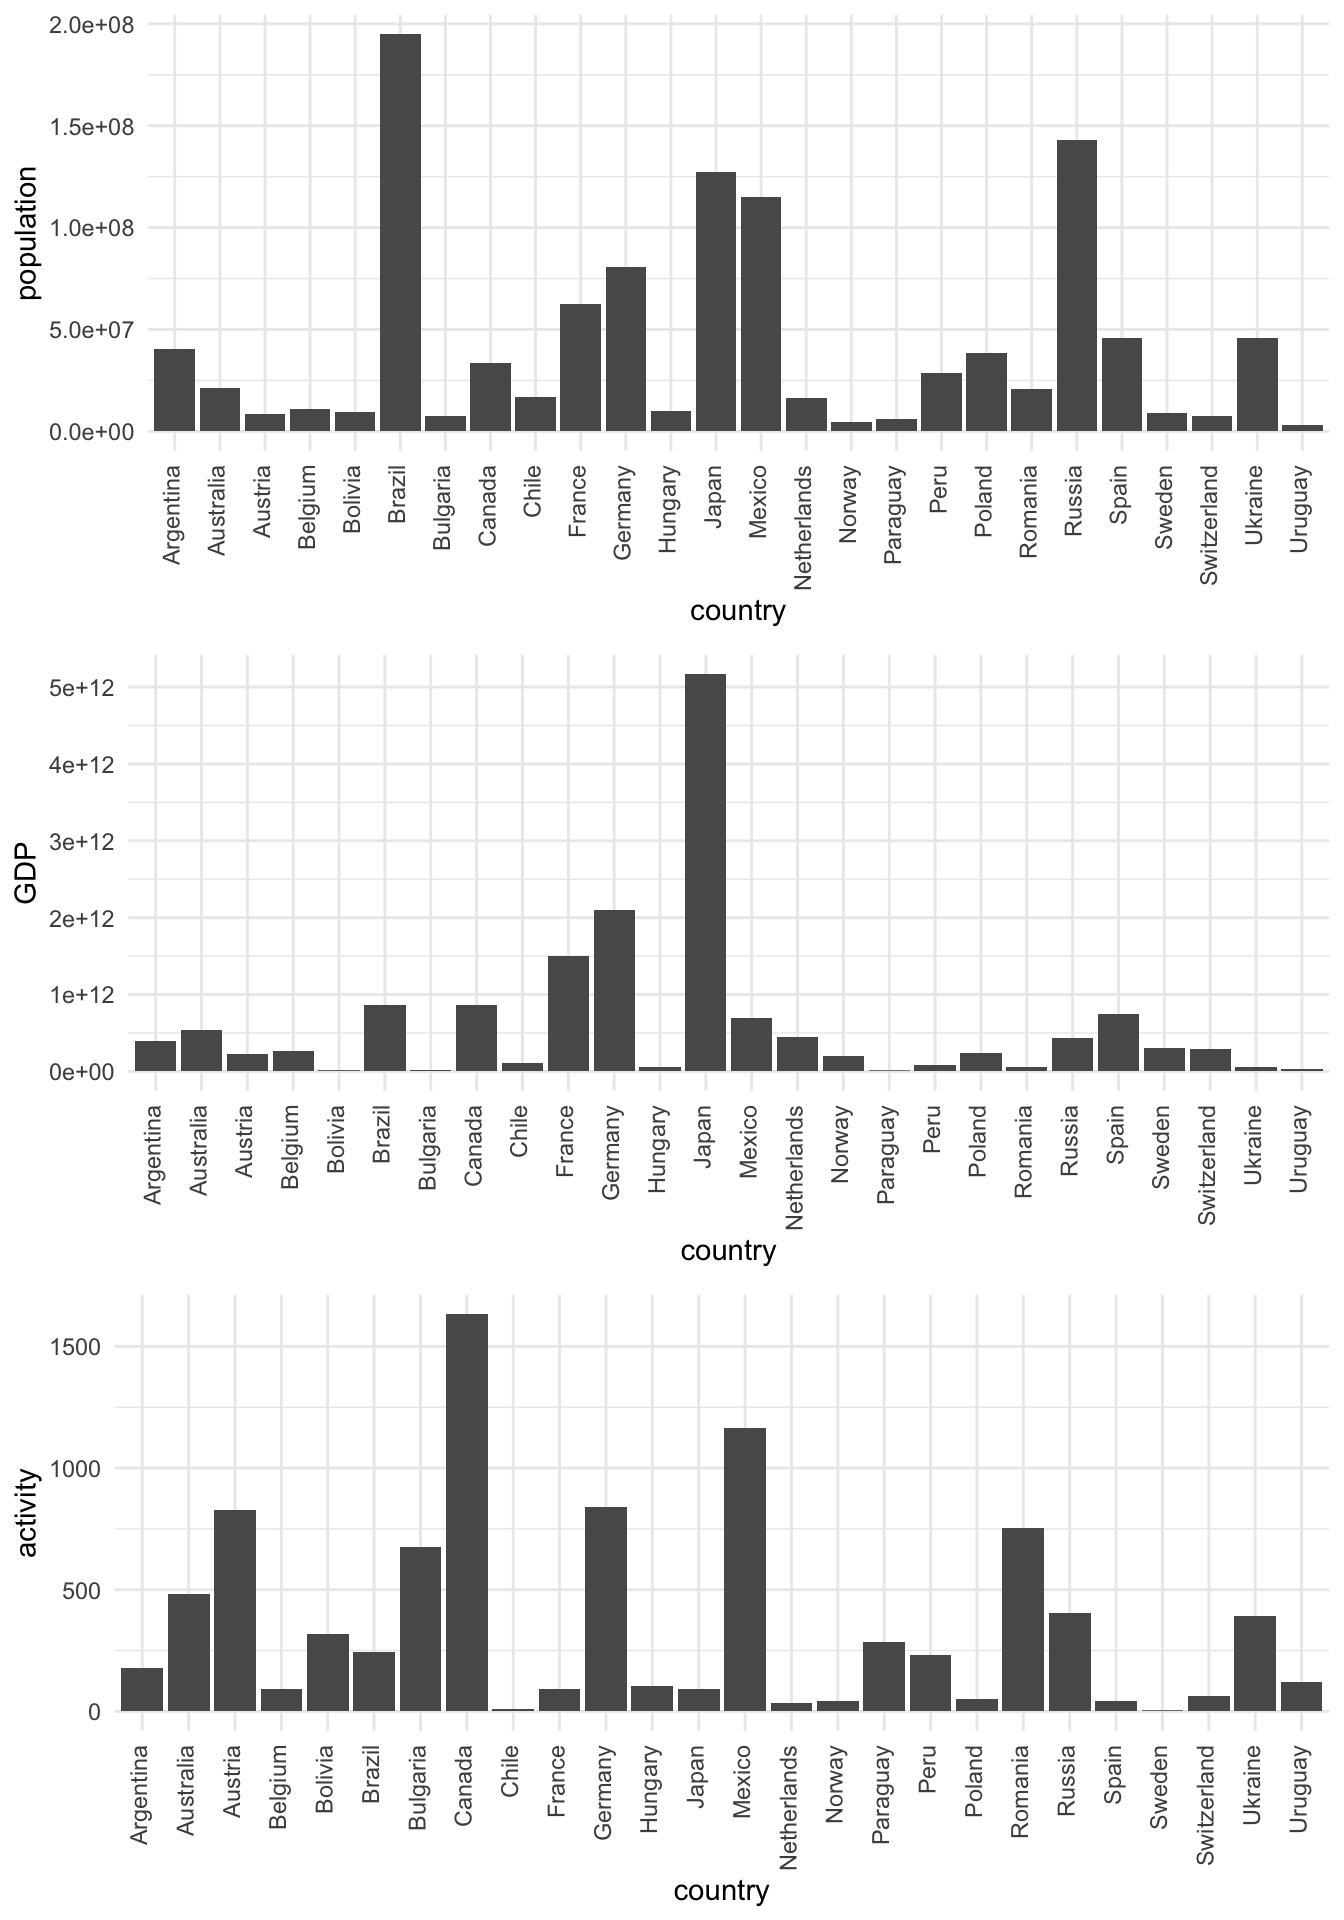 2.0e+08
1.5e+08
1.0e+08
5.0e+07
0.0e+00
population
Argentina
Australia
Austria
Belgium
Bolivia
Brazil
Bulgaria
Canada
Chile
France
Germany
Hungary
Japan
Mexico
Netherlands
Norway
Paraguay
Peru
Poland
Romania
Russia
Spain
Sweden
Switzerland
Ukraine
Uruguay
country
5e+12
4e+12
3e+12
2e+12
1e+12
0e+00
GDP
Argentina
Australia
Austria
Belgium
Bolivia
Brazil
Bulgaria
Canada
Chile
France
Germany
Hungary
Japan
Mexico
Netherlands
Norway
Paraguay
Peru
Poland
Romania
Russia
Spain
Sweden
Switzerland
Ukraine
Uruguay
country
1500
1000
500
0
activity
Argentina
Australia
Austria
Belgium
Bolivia
Brazil
Bulgaria
Canada
Chile
France
Germany
Hungary
Japan
Mexico
Netherlands
Norway
Paraguay
Peru
Poland
Romania
Russia
Spain
Sweden
Switzerland
Ukraine
Uruguay
country